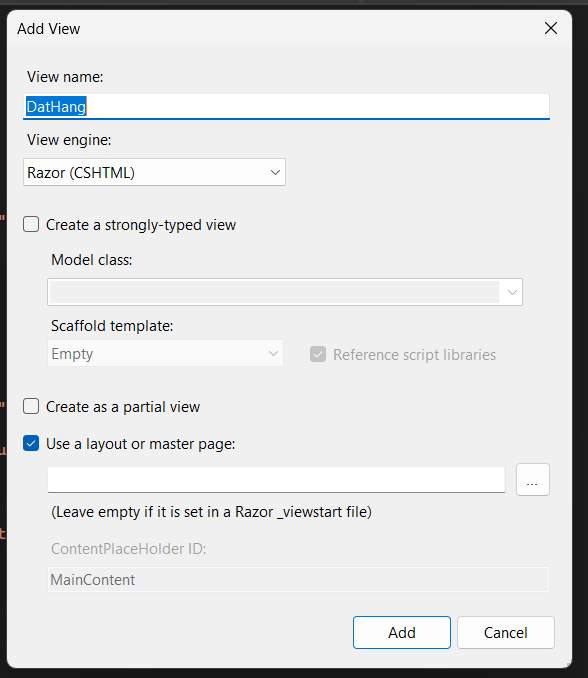 Add View
View name:
DatHang
View engine:
Razor (CSHTML)
Create a strongly-typed view
Model class:
Scaffold template:
Empty
Reference script libraries
Create as a partial view
Use a layout or master page:
...
(Leave empty if it is set in a Razor _viewstart file)
ContentPlaceHolder ID:
MainContent
Add Cancel